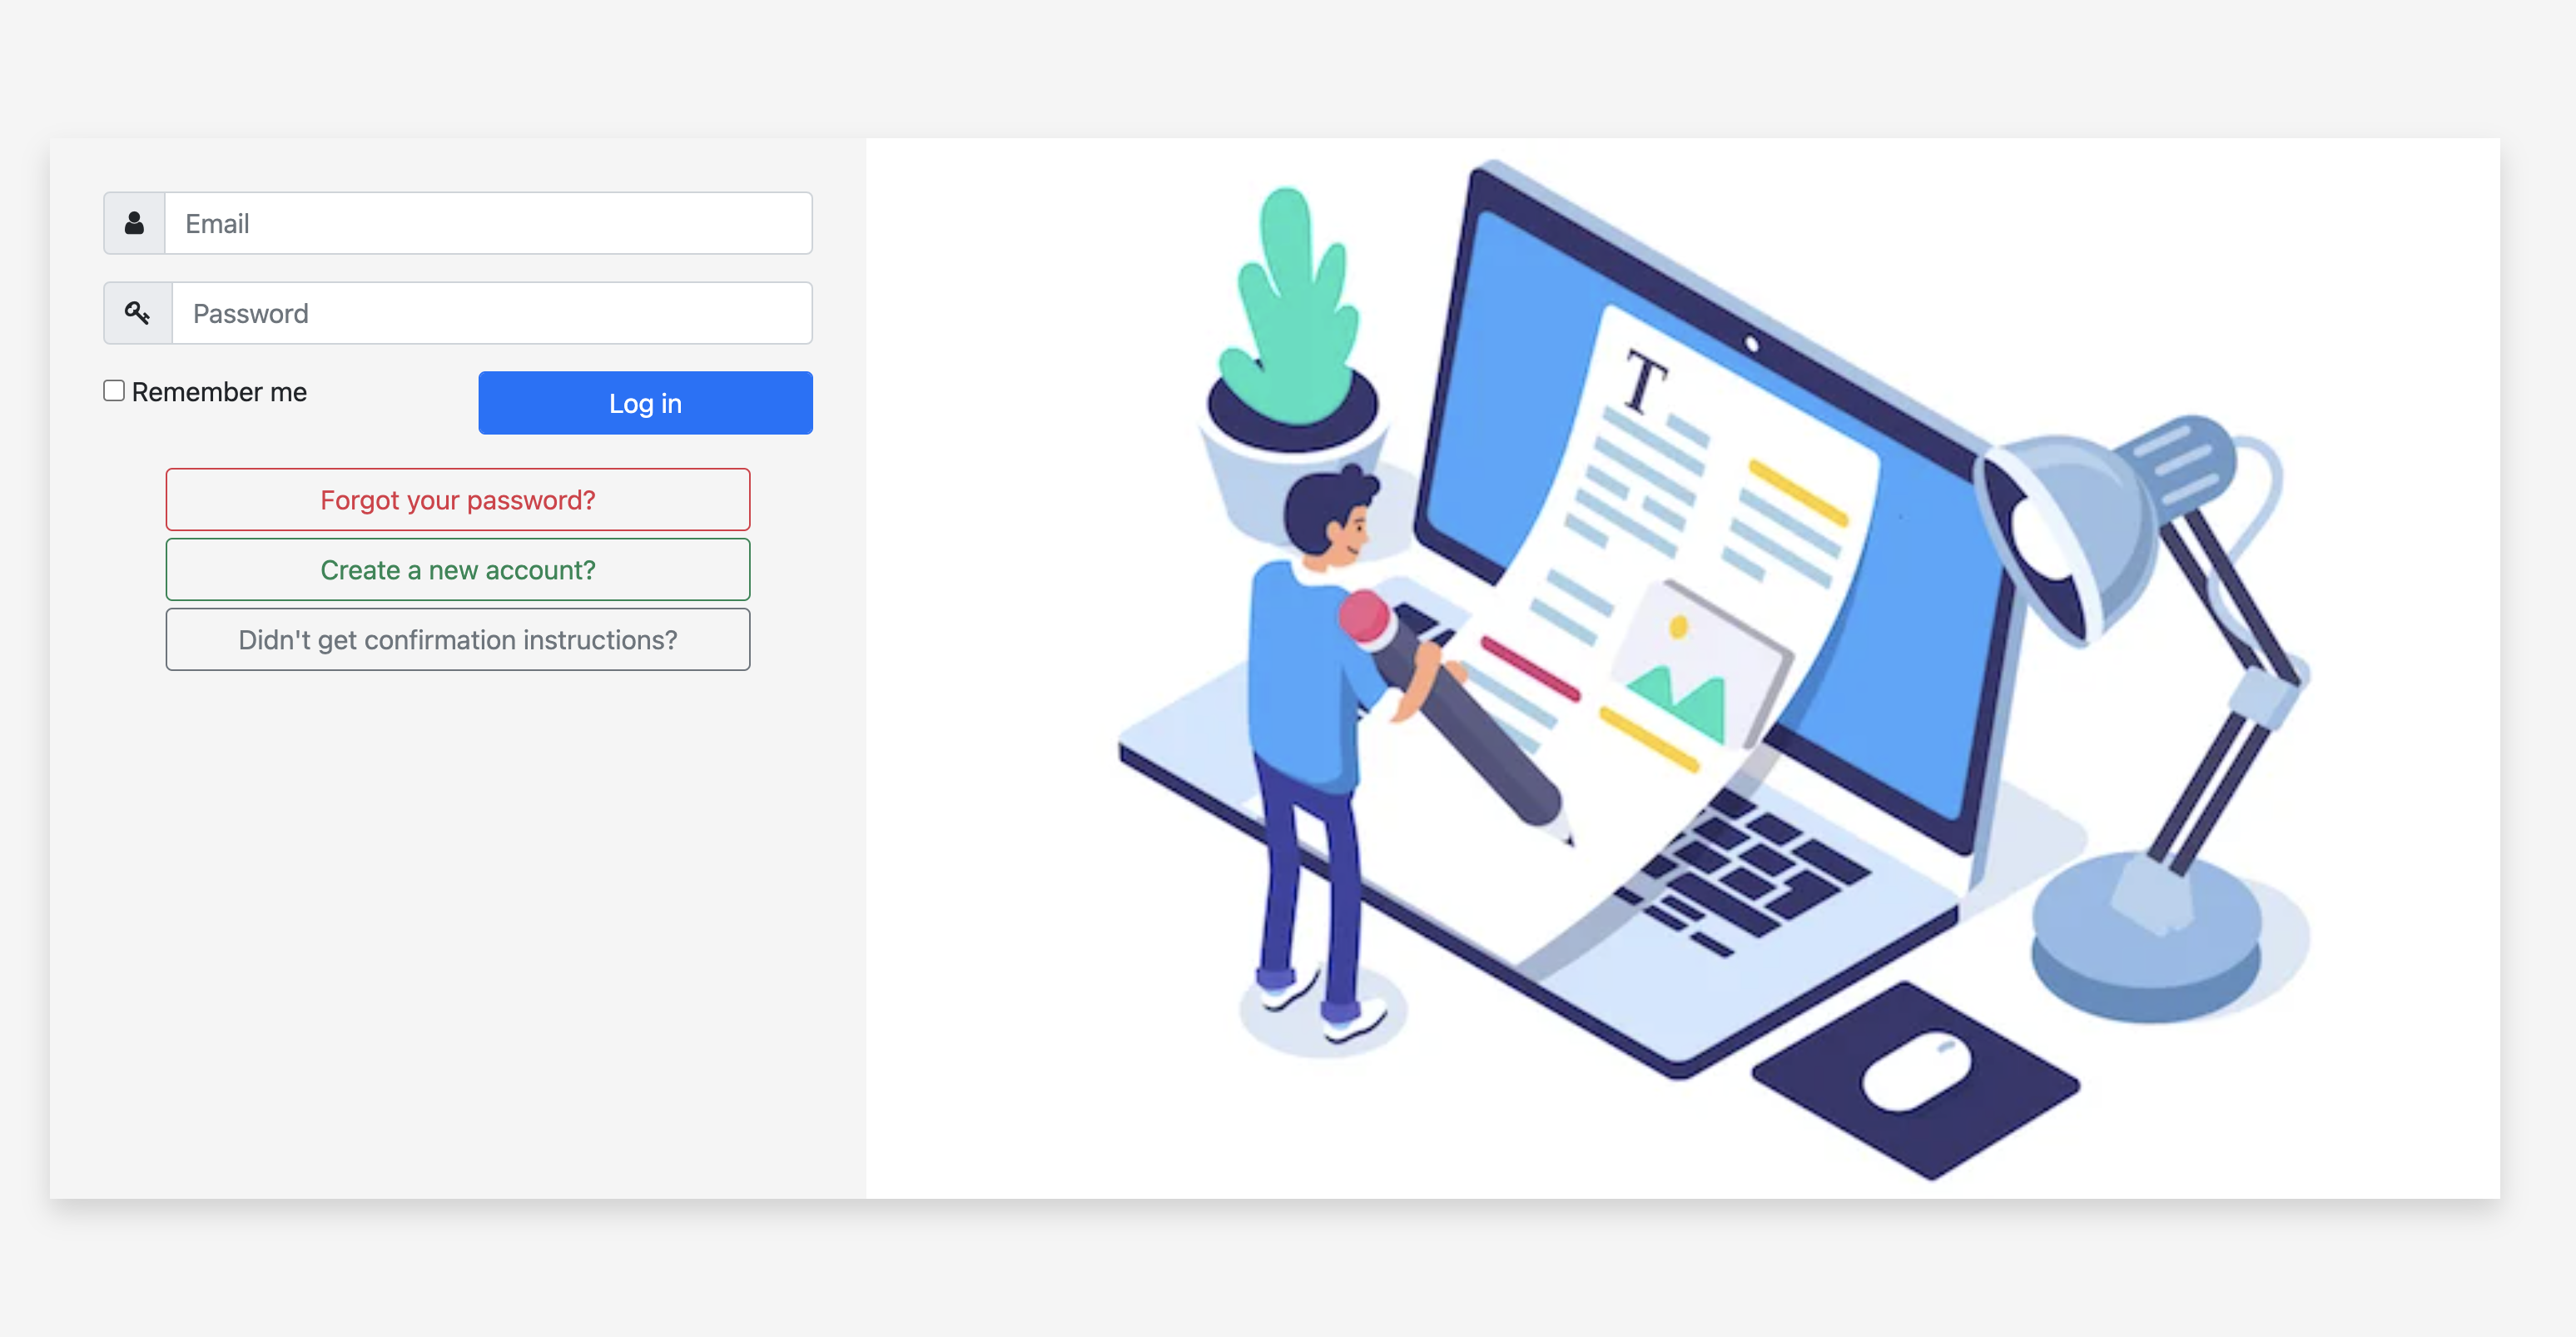 Email
Password
Remember me
Log in
Forgot your password?
Create a new account?
Didn't get confirmation instructions?
T